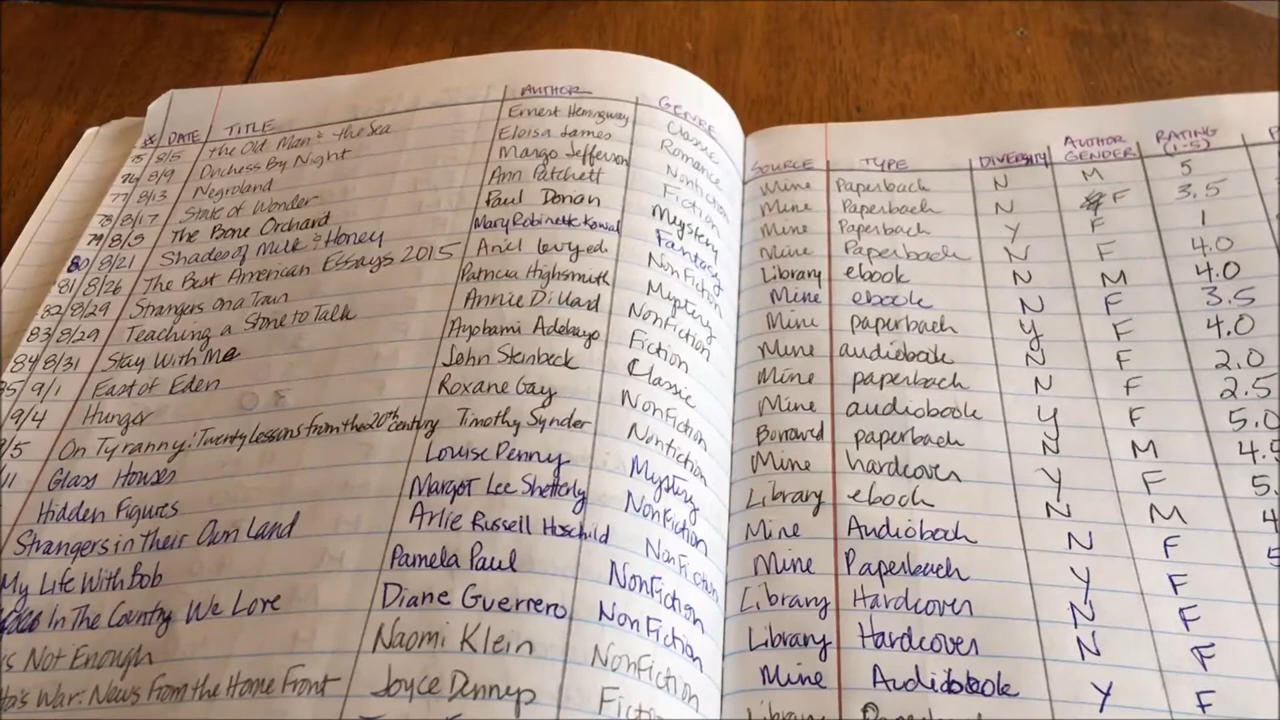 # DATE TITLE AUTHOR GENRE
75 8/5 The Old Man & the Sea Ernest Hemingway Classic
76 8/9 Duchess By Night Eloisa James Romance
77 8/13 Negroland Margo Jefferson Nonfiction
78 8/17 State of Wonder Ann Patchett Fiction
79 The Bone Orchard Paul Dorian Mystery
80 8/21 Shades of Milk & Honey Mary Robinette Kowal Fantasy
81 8/26 The Best American Essays 2015 Ariel Levy ed NonFiction
82 8/29 Strangers on a Train Patricia Highsmith Mystery
83 8/29 Teaching a Stone to Talk Annie Dillard NonFiction
84 8/31 Stay With Me Ayobami Adebayo Fiction
85 9/1 East of Eden John Steinbeck Classic
9/4 Hunger Roxane Gay NonFiction
/5 On Tyranny: Twenty lessons from the 20th century Timothy Synder Nonfiction
/11 Glass Houses Louise Penny Mystery
Hidden Figures Margot Lee Shetterly NonFiction
Strangers in Their Own Land Arlie Russell Hoschild NonFiction
My Life With Bob Pamela Paul NonFiction
In The Country We Love Diane Guerrero NonFiction
is Not Enough Naomi Klein NonFiction
War: News From the Home Front Joyce Dennys Fiction
SOURCE TYPE DIVERSITY AUTHOR GENDER RATING (1-5)
Mine Paperback N M 5
Mine Paperback N F 3.5
Mine Paperback Y F 1
Mine Paperback N F 4.0
Library ebook N M 4.0
Mine ebook N F 3.5
Mine paperback Y F 4.0
Mine audiobook N F 2.0
Mine paperback N F 2.5
Mine audiobook Y F 5.0
Borrowed paperback N M 4.5
Mine hardcover Y F 5.
Library ebook N M 4
Mine Audiobook N F 5
Mine Paperback Y F
Library Hardcover N F
Library Hardcover N F
Mine Audiobook Y F
Library